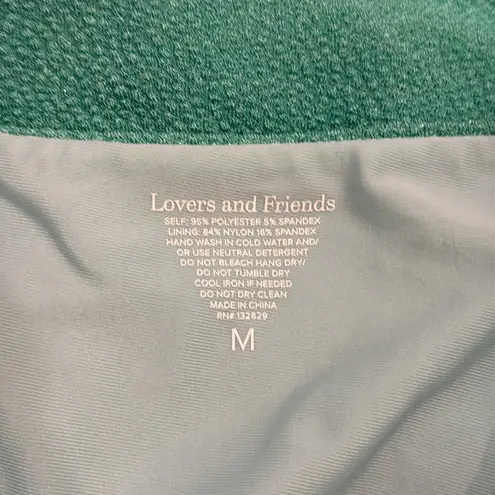 Lovers and Friends
SELF: 95% POLYESTER 5% SPANDEX
LINING: 84% NYLON 16% SPANDEX
HAND WASH IN COLD WATER AND/
OR USE NEUTRAL DETERGENT
DO NOT BLEACH HANG DRY/
DO NOT TUMBLE DRY
COOL IRON IF NEEDED
DO NOT DRY CLEAN
MADE IN CHINA
RN# 132829
M